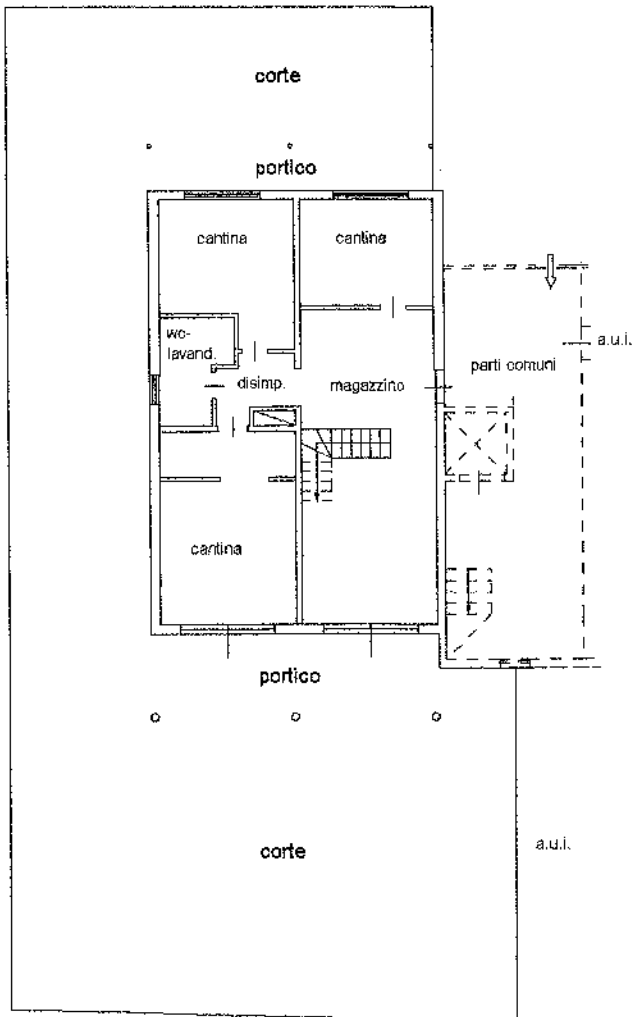 corte
portico
cantina
cantina
wc-
lavand.
disimp.
magazzino
parti comuni
a.u.i.
cantina
portico
corte
a.u.i.